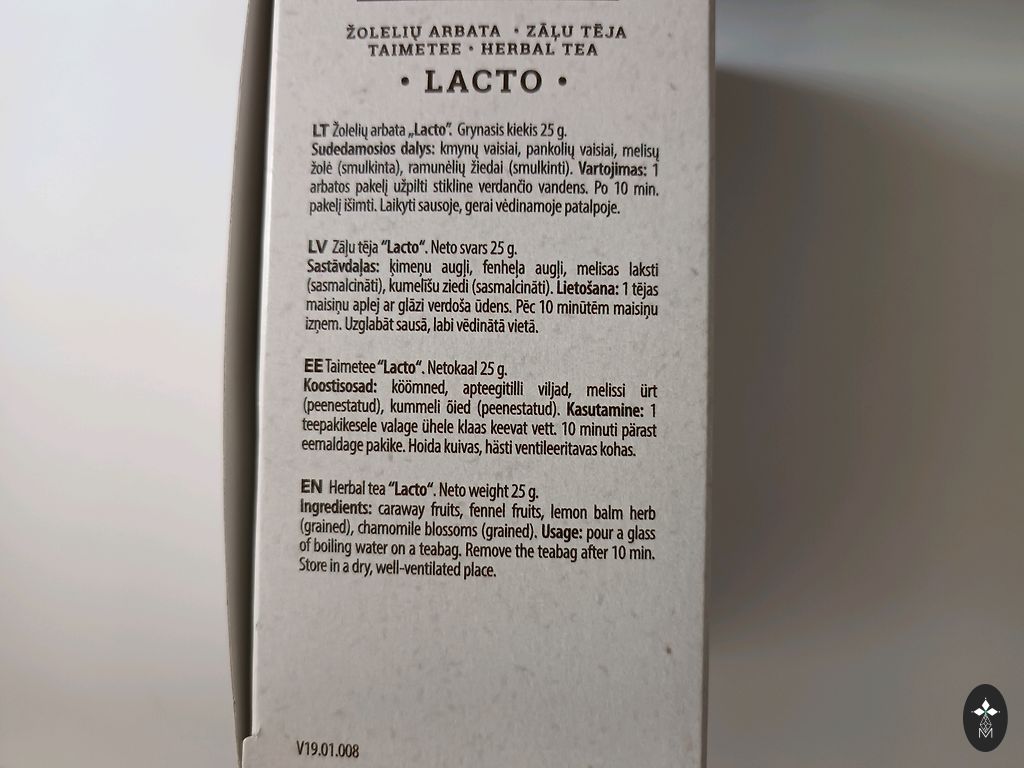 ŽOLELIŲ ARBATA • ZĀĻU TĒJA
TAIMETEE • HERBAL TEA
• LACTO •
LT Žolelių arbata „Lacto“. Grynasis kiekis 25 g.
Sudedamosios dalys: kmynų vaisiai, pankolių vaisiai, melisų
žolė (smulkinta), ramunėlių žiedai (smulkinti). Vartojimas: 1
arbatos pakelį užpilti stikline verdančio vandens. Po 10 min.
pakelį išimti. Laikyti sausoje, gerai vėdinamoje patalpoje.
LV Zāļu tēja “Lacto“. Neto svars 25 g.
Sastāvdaļas: ķimeņu augļi, fenheļa augļi, melisas laksti
(sasmalcināti), kumelīšu ziedi (sasmalcināti). Lietošana: 1 tējas
maisiņu aplej ar glāzi verdoša ūdens. Pēc 10 minūtēm maisiņu
izņem. Uzglabāt sausā, labi vēdinātā vietā.
EE Taimetee “Lacto“. Netokaal 25 g.
Koostisosad: köömned, apteegitilli viljad, melissi ürt
(peenestatud), kummeli õied (peenestatud). Kasutamine: 1
teepakikesele valage ühele klaas keevat vett. 10 minuti pärast
eemaldage pakike. Hoida kuivas, hästi ventileeritavas kohas.
EN Herbal tea “Lacto“. Neto weight 25 g.
Ingredients: caraway fruits, fennel fruits, lemon balm herb
(grained), chamomile blossoms (grained). Usage: pour a glass
of boiling water on a teabag. Remove the teabag after 10 min.
Store in a dry, well-ventilated place.
V19.01.008
M